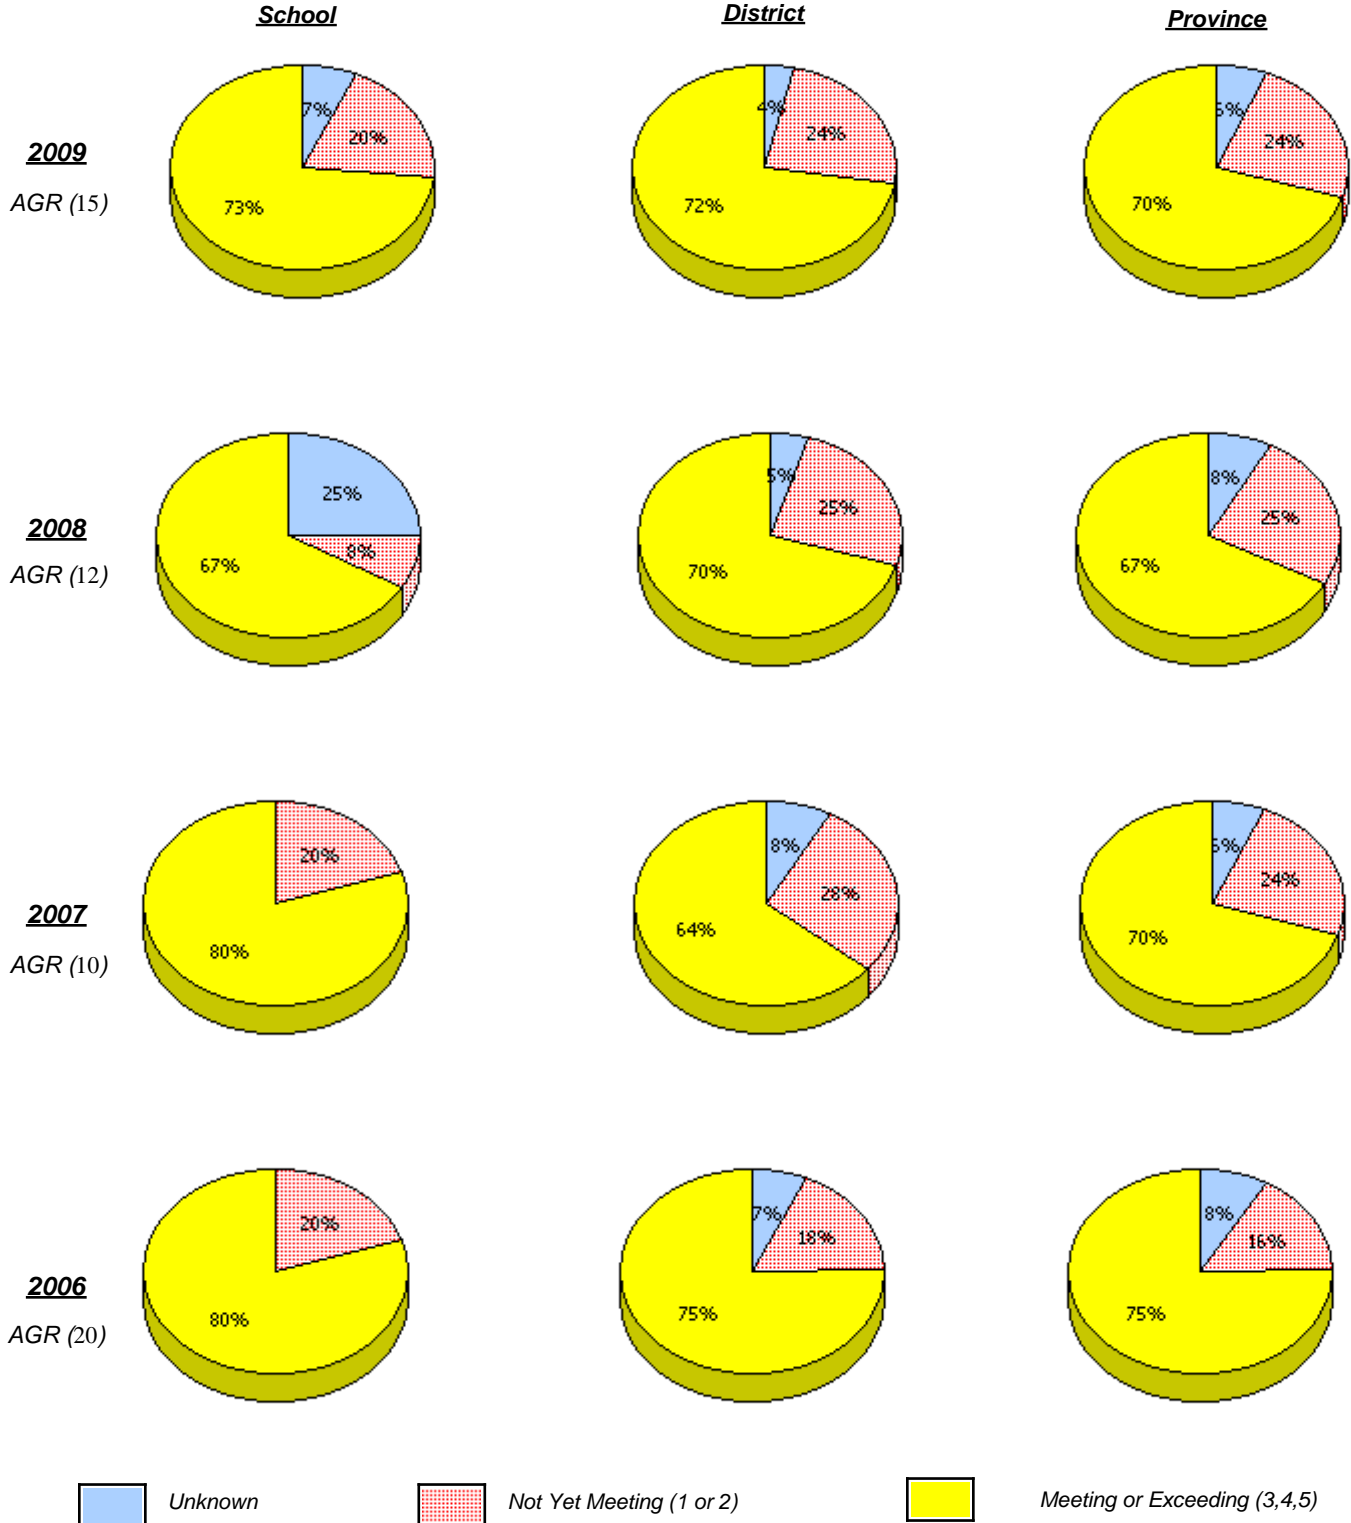 School District Province
2009
AGR (15)
7% 20% 73%
4% 24% 72%
24% 70%
2008
AGR (12)
25% 8% 67%
5% 25% 70%
8% 25% 67%
2007
AGR (10)
20% 80%
8% 28% 64%
24% 70%
2006
AGR (20)
20% 80%
7% 18% 75%
8% 16% 75%
Unknown Not Yet Meeting (1 or 2) Meeting or Exceeding (3,4,5)